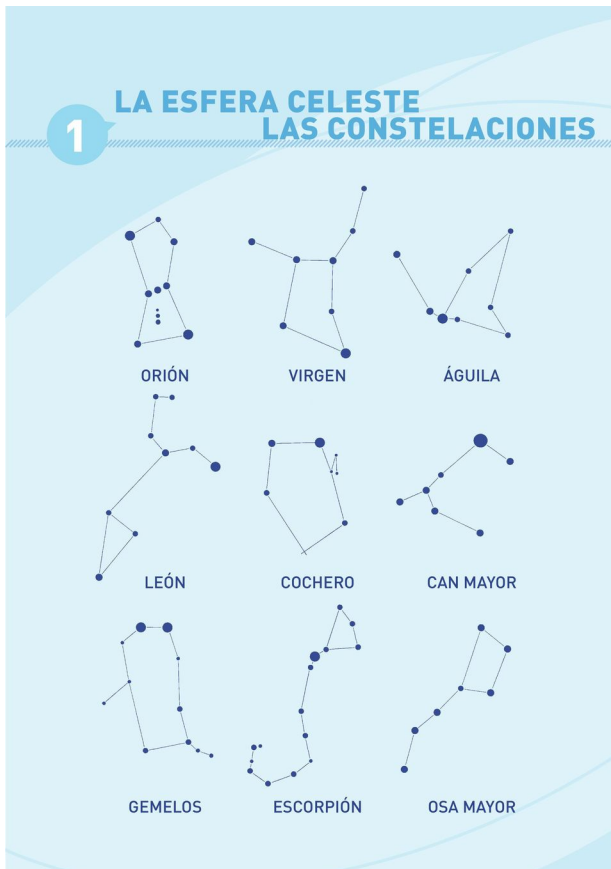 LA ESFERA CELESTE
1
LAS CONSTELACIONES
ORIÓN
VIRGEN
ÁGUILA
LEÓN
COCHERO
CAN MAYOR
GEMELOS
ESCORPIÓN
OSA MAYOR